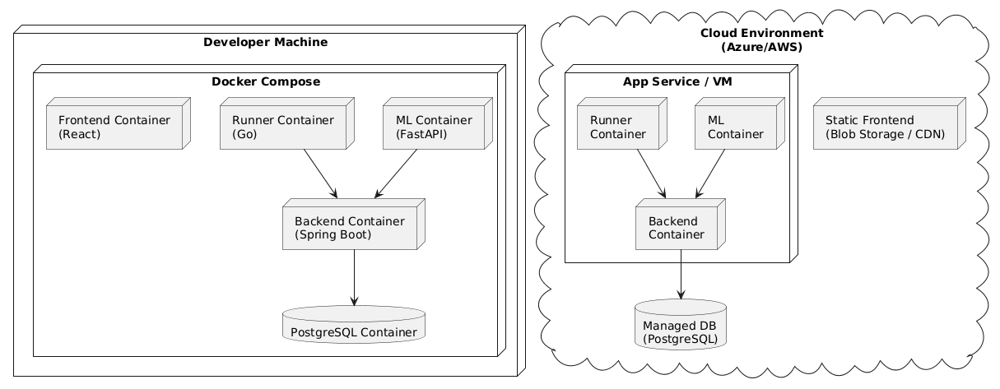 Developer Machine
Docker Compose
Frontend Container
(React)
Runner Container
(Go)
ML Container
(FastAPI)
Backend Container
(Spring Boot)
PostgreSQL Container
Cloud Environment
(Azure/AWS)
App Service / VM
Runner
Container
ML
Container
Static Frontend
(Blob Storage / CDN)
Backend
Container
Managed DB
(PostgreSQL)